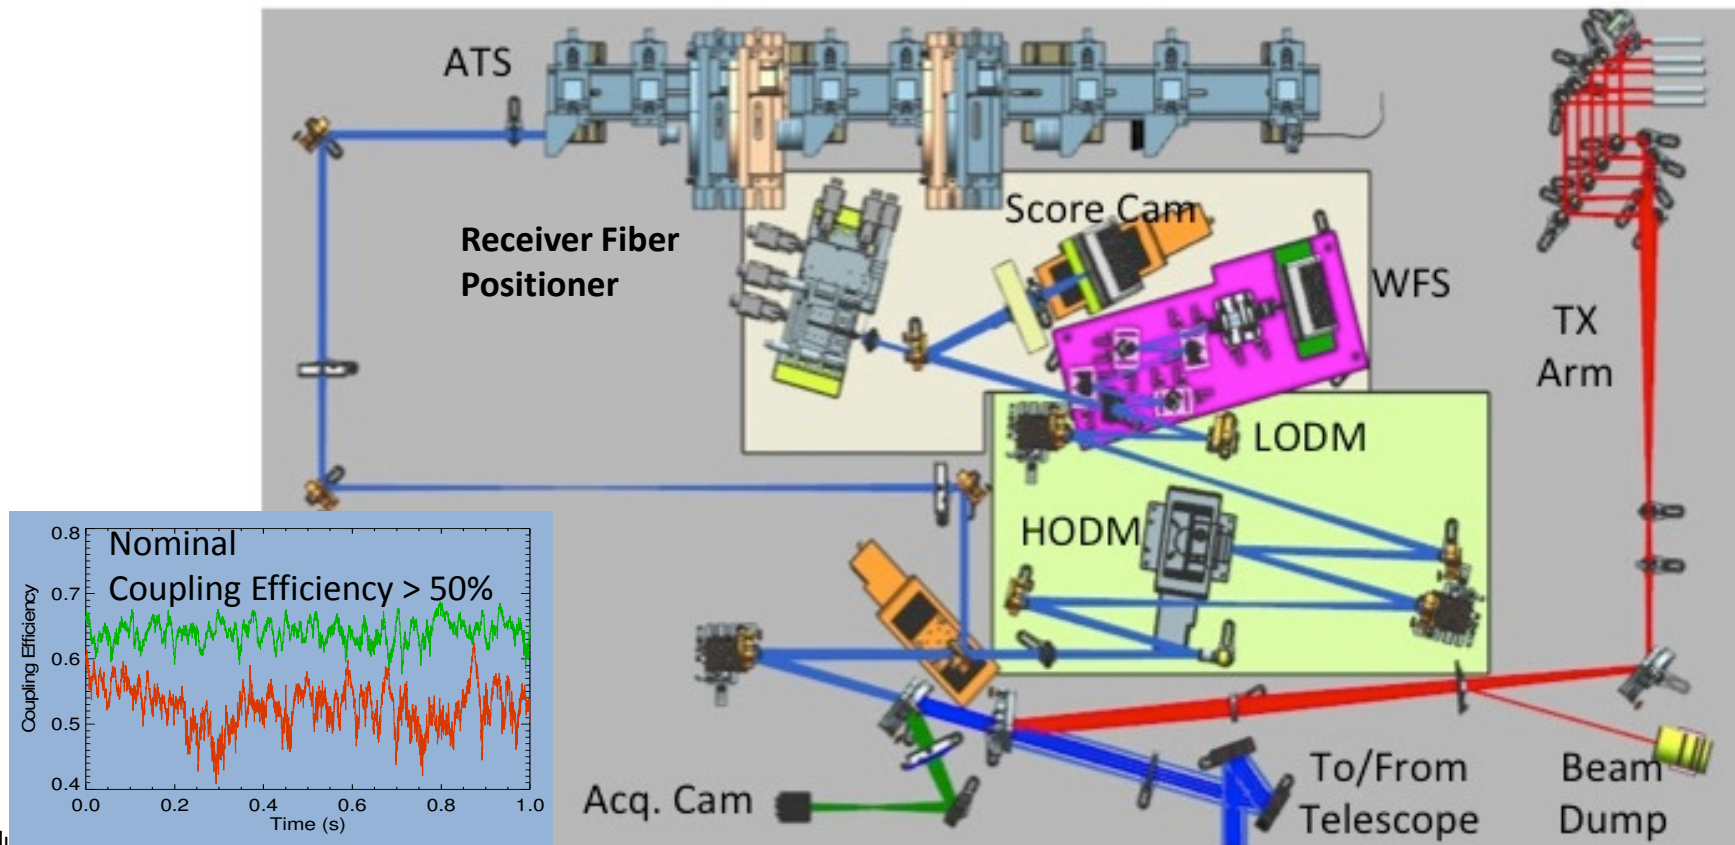 ATS
Score Cam
Receiver Fiber
Positioner
WFS
TX
Arm
LODM
HODM
Nominal
Coupling Efficiency > 50%
0.8
0.7
0.6
0.5
0.4
Coupling Efficiency
0.0 0.2 0.4 0.6 0.8 1.0
Time (s)
Acq. Cam
To/From
Telescope
Beam
Dump